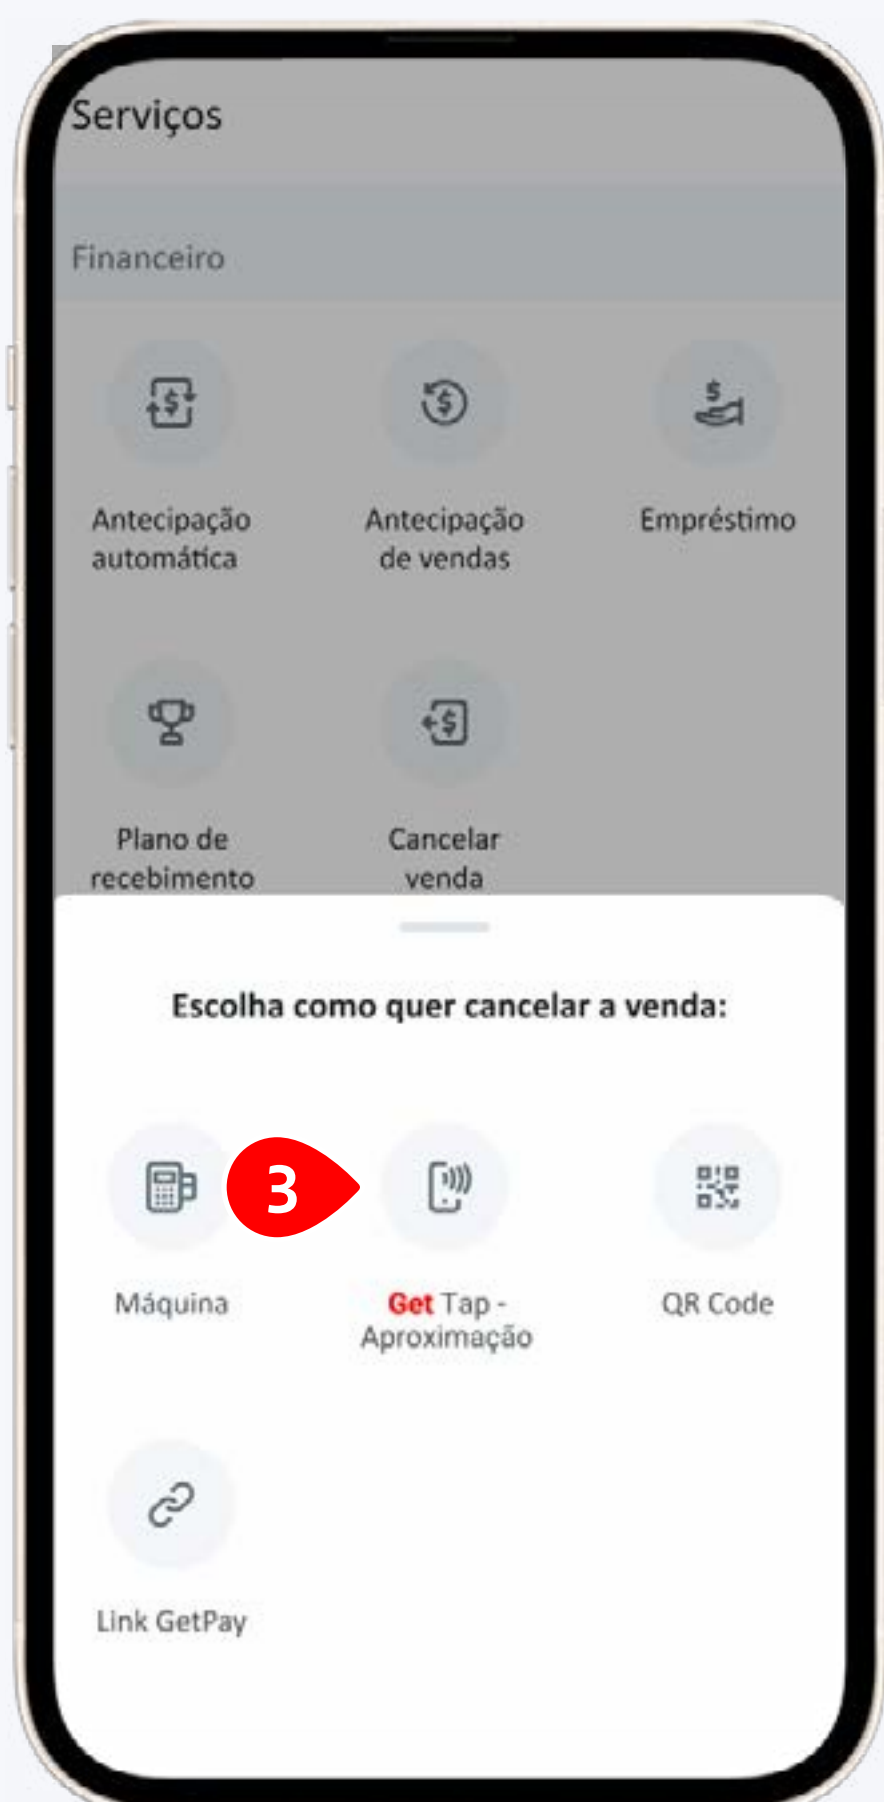 Serviços
Financeiro
Antecipação
automática
Antecipação
de vendas
Empréstimo
Plano de
recebimento
Cancelar
venda
Escolha como quer cancelar a venda:
Máquina
3
Get Tap -
Aproximação
QR Code
Link GetPay